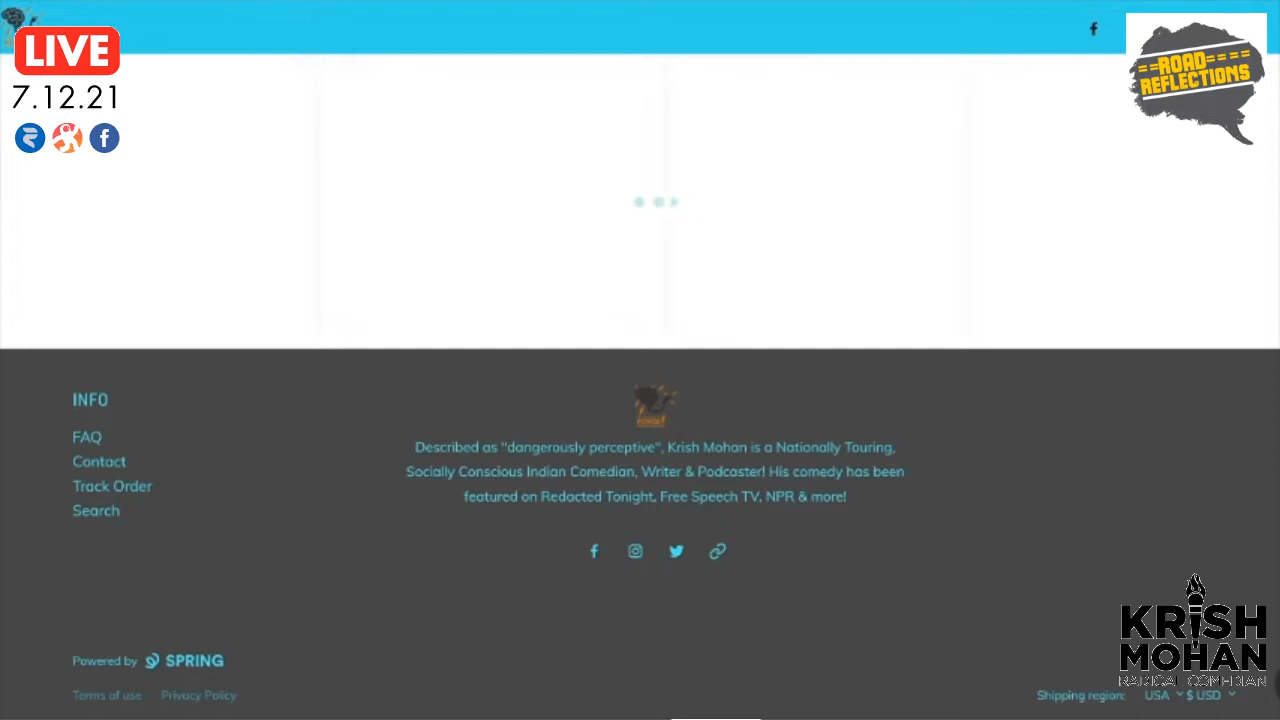 LIVE
7.12.21
==ROAD====
REFLECTIONS
INFO
FAQ
Contact
Track Order
Search
Described as "dangerously perceptive", Krish Mohan is a Nationally Touring,
Socially Conscious Indian Comedian, Writer & Podcaster! His comedy has been
featured on Redacted Tonight, Free Speech TV, NPR & more!
KRISH
MOHAN
RADICAL COMEDIAN
Powered by SPRING
Terms of use Privacy Policy
Shipping region: USA $ USD